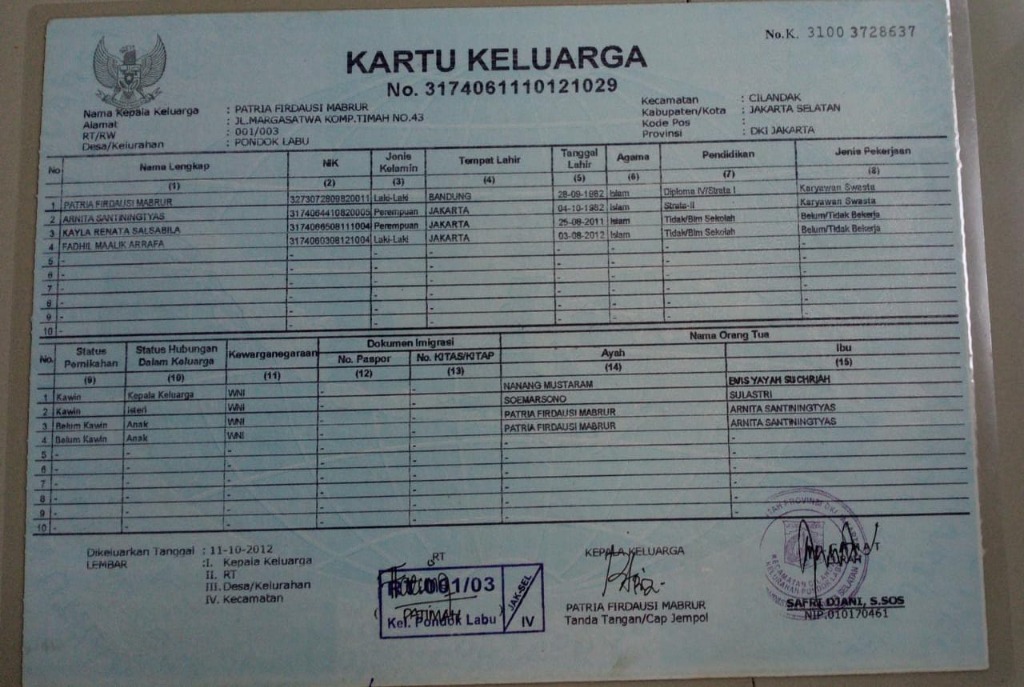 No.K. 3100 3728637
KARTU KELUARGA
No. 3174061110121029
Nama Kepala Keluarga : PATRIA FIRDAUSI MABRUR
Alamat : JL.MARGASATWA KOMP.TIMAH NO.43
RT/RW : 001/003
Desa/Kelurahan : PONDOK LABU
Kecamatan : CILANDAK
Kabupaten/Kota : JAKARTA SELATAN
Kode Pos :
Provinsi : DKI JAKARTA
No Nama Lengkap NIK Jenis Kelamin Tempat Lahir Tanggal Lahir Agama Pendidikan Jenis Pekerjaan
(1) (2) (3) (4) (5) (6) (7) (8)
1 PATRIA FIRDAUSI MABRUR 3273072809820011 Laki-Laki BANDUNG 28-09-1982 Islam Diploma IV/Strata I Karyawan Swasta
2 ARNITA SANTININGTYAS 3174064410820003 Perempuan JAKARTA 04-10-1982 Islam Strata-II Karyawan Swasta
3 KAYLA RENATA SALSABILA 3174066508111004 Perempuan JAKARTA 25-08-2011 Islam Tidak/Blm Sekolah Belum/Tidak Bekerja
4 FADHIL MAALIK ARRAFA 3174060308121004 Laki-Laki JAKARTA 03-08-2012 Islam Tidak/Blm Sekolah Belum/Tidak Bekerja
5 - - - - - - - -
6 - - - - - - - -
7 - - - - - - - -
8 - - - - - - - -
9 - - - - - - - -
10 - - - - - - - -
No. Status Pernikahan Status Hubungan Dalam Keluarga Kewarganegaraan Dokumen Imigrasi Nama Orang Tua
No. Paspor No. KITAS/KITAP Ayah Ibu
(9) (10) (11) (12) (13) (14) (15)
1 Kawin Kepala Keluarga WNI - - NANANG MUSTARAM EMIS YAYAH SUCHRIAH
2 Kawin Isteri WNI - - SOEMARSONO SULASTRI
3 Belum Kawin Anak WNI - - PATRIA FIRDAUSI MABRUR ARNITA SANTININGTYAS
4 Belum Kawin Anak WNI - - PATRIA FIRDAUSI MABRUR ARNITA SANTININGTYAS
5 - - - - - - -
6 - - - - - - -
7 - - - - - - -
8 - - - - - - -
9 - - - - - - -
10 - - - - - - -
Dikeluarkan Tanggal : 11-10-2012
LEMBAR : I. Kepala Keluarga
II. RT
III. Desa/Kelurahan
IV. Kecamatan
RT
RT.001/03
FATIMAH
Kel. Pondok Labu
JAK-SEL
IV
KEPALA KELUARGA
PATRIA FIRDAUSI MABRUR
Tanda Tangan/Cap Jempol
SAFRI DJANI, S.SOS
NIP.010170461